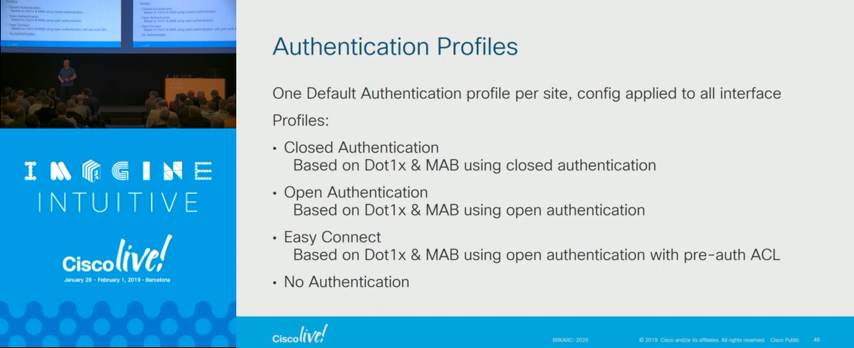 IMAGINE
INTUITIVE
Cisco live!
January 28 - February 1, 2019 · Barcelona
Authentication Profiles
One Default Authentication profile per site, config applied to all interface
Profiles:
• Closed Authentication
Based on Dot1x & MAB using closed authentication
• Open Authentication
Based on Dot1x & MAB using open authentication
• Easy Connect
Based on Dot1x & MAB using open authentication with pre-auth ACL
• No Authentication
Cisco live!
© 2019 Cisco and/or its affiliates. All rights reserved. Cisco Public